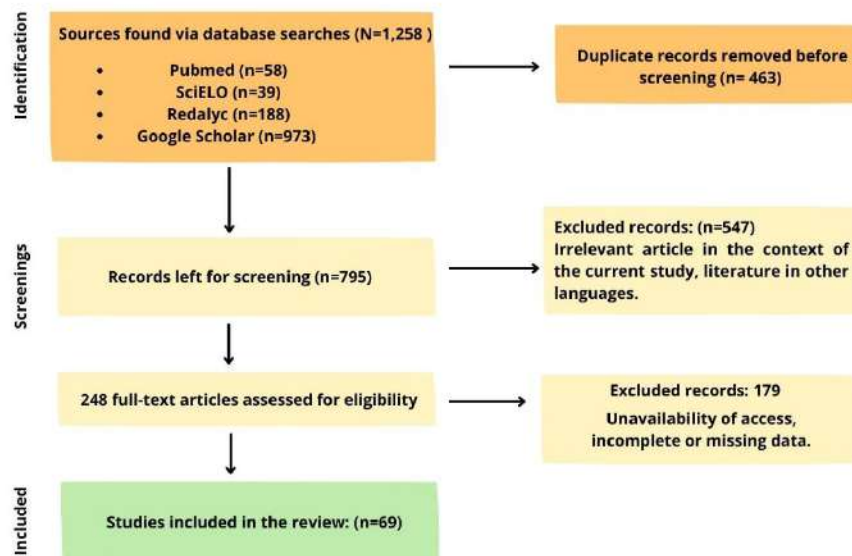 Identification
Sources found via database searches (N=1,258 )
• Pubmed (n=58)
• SciELO (n=39)
• Redalyc (n=188)
• Google Scholar (n=973)
Duplicate records removed before
screening (n= 463)
Screenings
Records left for screening (n=795)
Excluded records: (n=547)
Irrelevant article in the context of
the current study, literature in other
languages.
248 full-text articles assessed for eligibility
Excluded records: 179
Unavailability of access,
incomplete or missing data.
Included
Studies included in the review: (n=69)